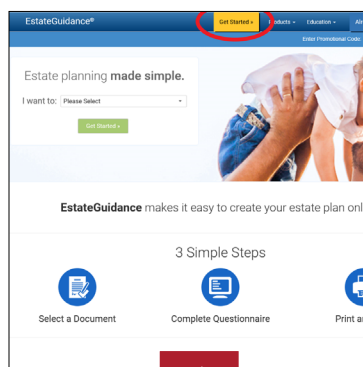 EstateGuidance® Get Started » Products Education
Enter Promotional Code:
Estate planning made simple.
I want to: Please Select
Get Started »
EstateGuidance makes it easy to create your estate plan onl
3 Simple Steps
Select a Document Complete Questionnaire Print a